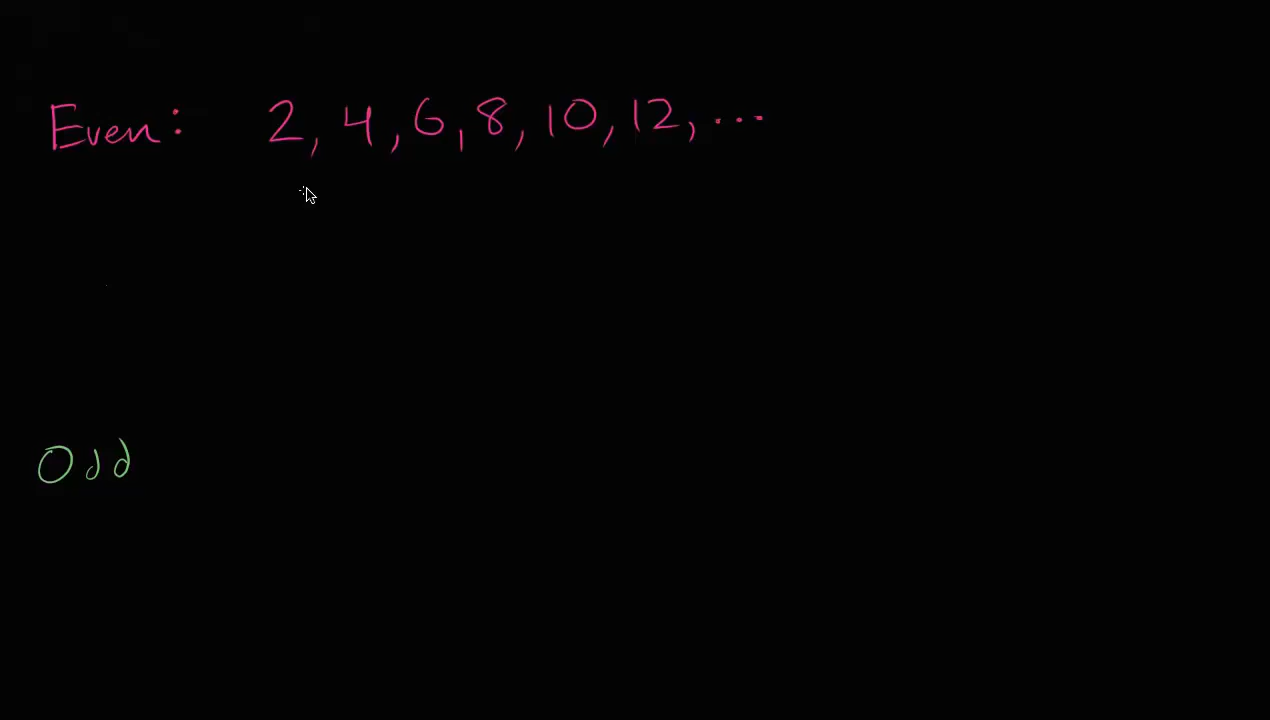 Even: 2, 4, 6, 8, 10, 12, ...
Odd